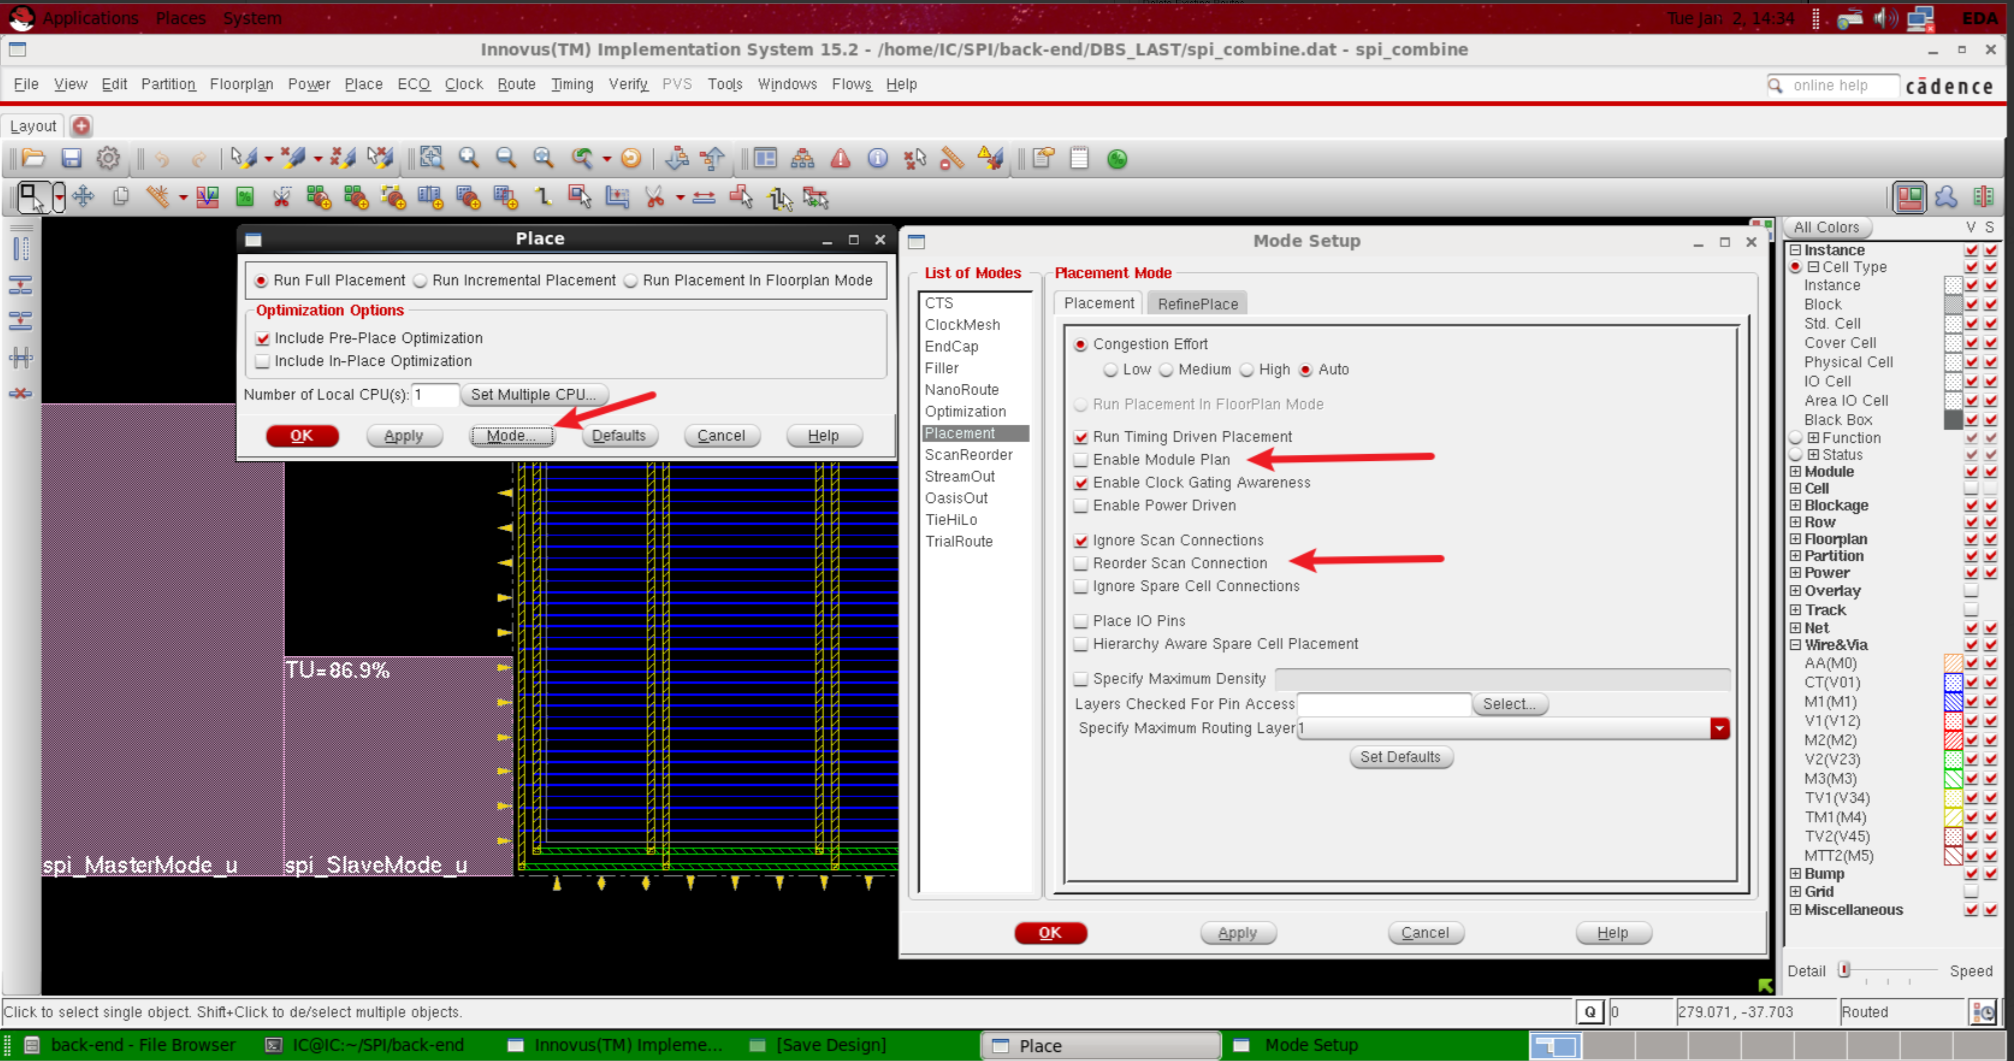 Applications Places System
Tue Jan 2, 14:34
EDA
Innovus(TM) Implementation System 15.2 - /home/IC/SPI/back-end/DBS_LAST/spi_combine.dat - spi_combine
File View Edit Partition Floorplan Power Place ECO Clock Route Timing Verify PVS Tools Windows Flows Help
online help
cādence
Layout
Place
Run Full Placement Run Incremental Placement Run Placement In Floorplan Mode
Optimization Options
Include Pre-Place Optimization
Include In-Place Optimization
Number of Local CPU(s): 1 Set Multiple CPU...
OK Apply Mode... Defaults Cancel Help
TU=86.9%
spi_MasterMode_u
spi_SlaveMode_u
Mode Setup
List of Modes
CTS
ClockMesh
EndCap
Filler
NanoRoute
Optimization
Placement
ScanReorder
StreamOut
OasisOut
TieHiLo
TrialRoute
Placement Mode
Placement RefinePlace
Congestion Effort
Low Medium High Auto
Run Placement In FloorPlan Mode
Run Timing Driven Placement
Enable Module Plan
Enable Clock Gating Awareness
Enable Power Driven
Ignore Scan Connections
Reorder Scan Connection
Ignore Spare Cell Connections
Place IO Pins
Hierarchy Aware Spare Cell Placement
Specify Maximum Density
Layers Checked For Pin Access Select...
Specify Maximum Routing Layer 1
Set Defaults
OK Apply Cancel Help
All Colors V S
Instance
Cell Type
Instance
Block
Std. Cell
Cover Cell
Physical Cell
IO Cell
Area IO Cell
Black Box
Function
Status
Module
Cell
Blockage
Row
Floorplan
Partition
Power
Overlay
Track
Net
Wire&Via
AA(M0)
CT(V01)
M1(M1)
V1(V12)
M2(M2)
V2(V23)
M3(M3)
TV1(V34)
TM1(M4)
TV2(V45)
MTT2(M5)
Bump
Grid
Miscellaneous
Detail Speed
Click to select single object. Shift+Click to de/select multiple objects.
Q 0 279.071, -37.703 Routed
back-end - File Browser
IC@IC:~/SPI/back-end
Innovus(TM) Impleme...
[Save Design]
Place
Mode Setup